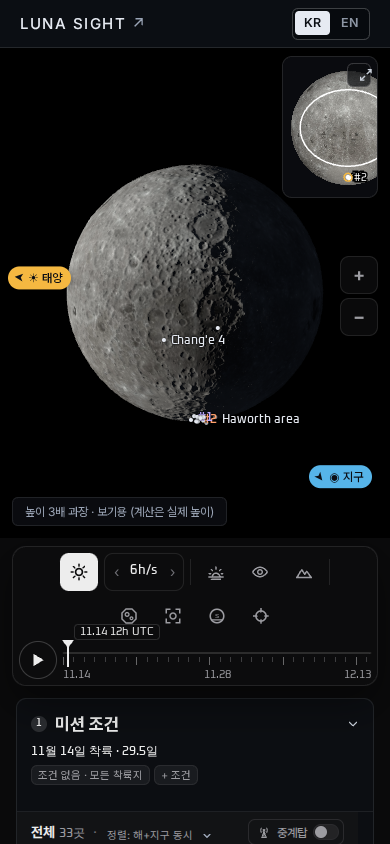 LUNA SIGHT
KR EN
#2
태양
Chang'e 4
#2 Haworth area
지구
높이 3배 과장 · 보기용 (계산은 실제 높이)
6h/s
11.14 12h UTC
11.14 11.28 12.13
1 미션 조건
11월 14일 착륙 · 29.5일
조건 없음 · 모든 착륙지 + 조건
전체 33곳 · 정렬: 해+지구 동시 중계탑